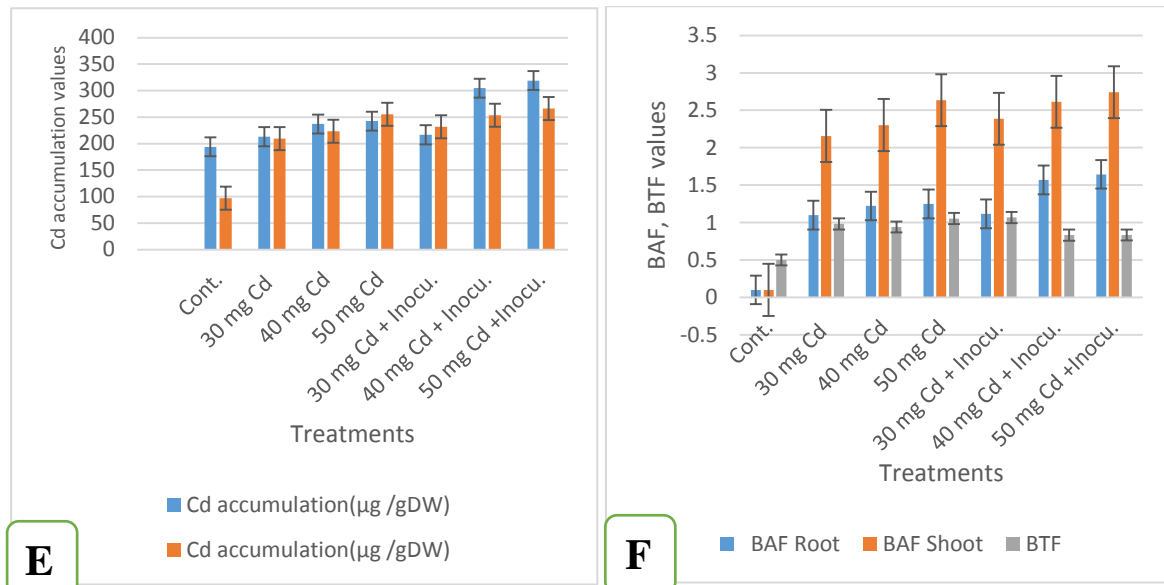 Cd accumulation values
400
350
300
250
200
150
100
50
0
Cont.
30 mg Cd
40 mg Cd
50 mg Cd
30 mg Cd + Inocu.
40 mg Cd + Inocu.
50 mg Cd +Inocu.
Treatments
Cd accumulation(µg /gDW)
Cd accumulation(µg /gDW)
E
BAF, BTF values
3.5
3
2.5
2
1.5
1
0.5
0
-0.5
Cont.
30 mg Cd
40 mg Cd
50 mg Cd
30 mg Cd + Inocu.
40 mg Cd + Inocu.
50 mg Cd +Inocu.
Treatments
BAF Root BAF Shoot BTF
F